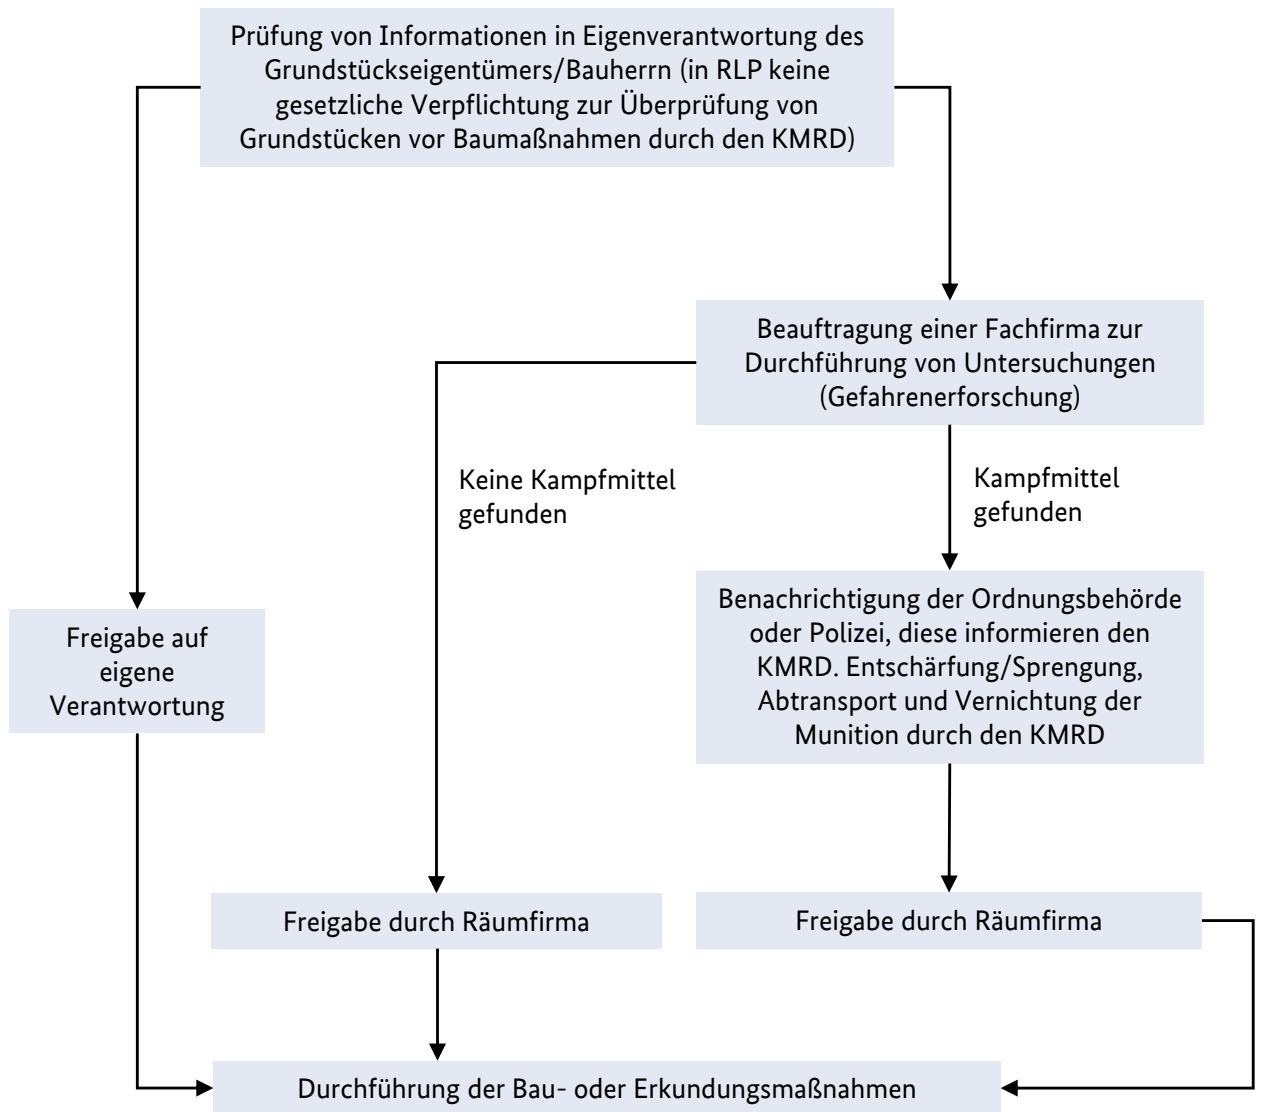 Prüfung von Informationen in Eigenverantwortung des
Grundstückseigentümers/Bauherrn (in RLP keine
gesetzliche Verpflichtung zur Überprüfung von
Grundstücken vor Baumaßnahmen durch den KMRD)
Beauftragung einer Fachfirma zur
Durchführung von Untersuchungen
(Gefahrenerforschung)
Keine Kampfmittel
gefunden
Kampfmittel
gefunden
Benachrichtigung der Ordnungsbehörde
oder Polizei, diese informieren den
KMRD. Entschärfung/Sprengung,
Abtransport und Vernichtung der
Munition durch den KMRD
Freigabe auf
eigene
Verantwortung
Freigabe durch Räumfirma
Freigabe durch Räumfirma
Durchführung der Bau- oder Erkundungsmaßnahmen